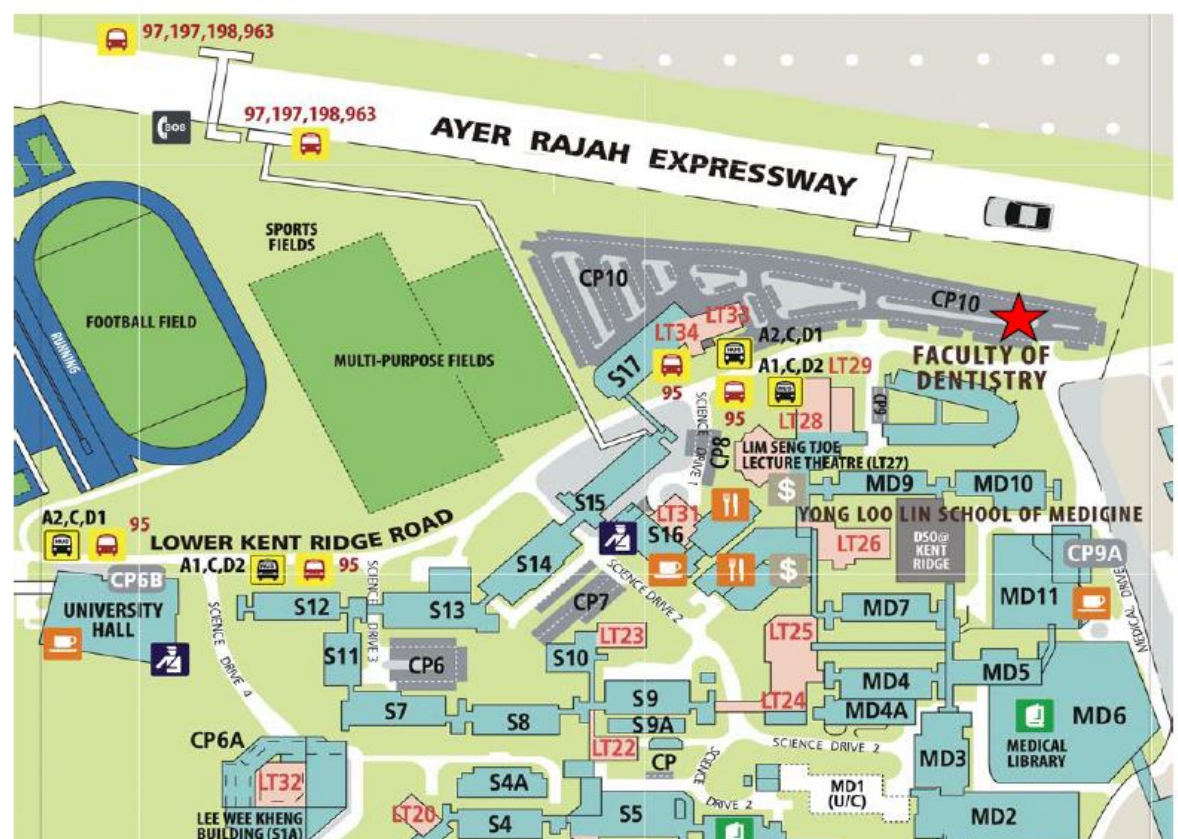 97,197,198,963
SOS
97,197,198,963
AYER RAJAH EXPRESSWAY
SPORTS
FIELDS
CP10
CP10
FOOTBALL FIELD
RUNNING
MULTI-PURPOSE FIELDS
LT33
LT34
A2,C,D1
S17
95
A1,C,D2
LT29
95
FACULTY OF
DENTISTRY
SCIENCE DRIVE 1
LT28
CP9
CP8
LIM SENG TJOE
LECTURE THEATRE (LT27)
MD9
MD10
S15
$
LT31
S16
YONG LOO LIN SCHOOL OF MEDICINE
A2,C,D1
95
LOWER KENT RIDGE ROAD
A1,C,D2
95
S14
LT26
DSO@
KENT
RIDGE
CP9A
CP6B
UNIVERSITY
HALL
SCIENCE DRIVE 4
S12
SCIENCE DRIVE 3
S13
CP7
SCIENCE DRIVE 2
$
MD7
MD11
MEDICAL DRIVE
S11
CP6
S10
LT23
LT25
MD4
MD5
S7
S8
S9
S9A
LT24
MD4A
MEDICAL
LIBRARY
MD6
CP6A
LT22
CP
SCIENCE DRIVE 2
MD3
LT32
S4A
SCIENCE DRIVE 2
MD1
(U/C)
LEE WEE KHENG
BUILDING (S1A)
LT20
S4
S5
MD2